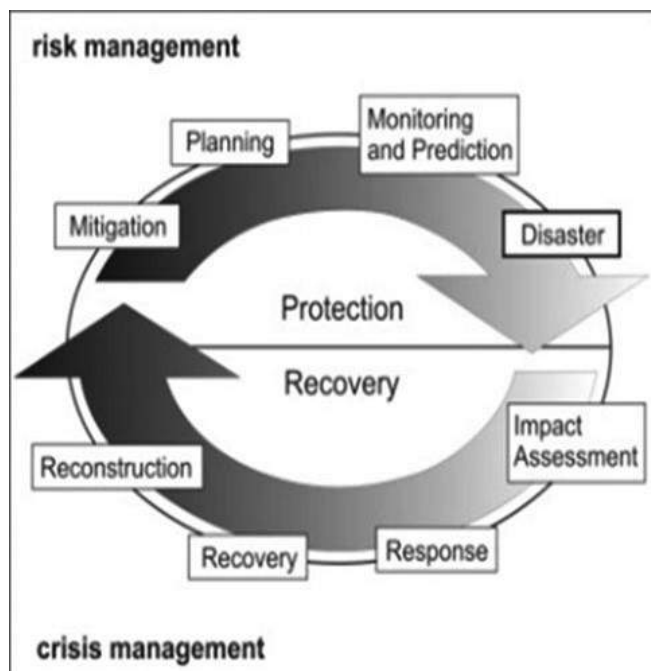 risk management
Planning
Monitoring
and Prediction
Mitigation
Disaster
Protection
Recovery
Impact
Assessment
Reconstruction
Recovery
Response
crisis management